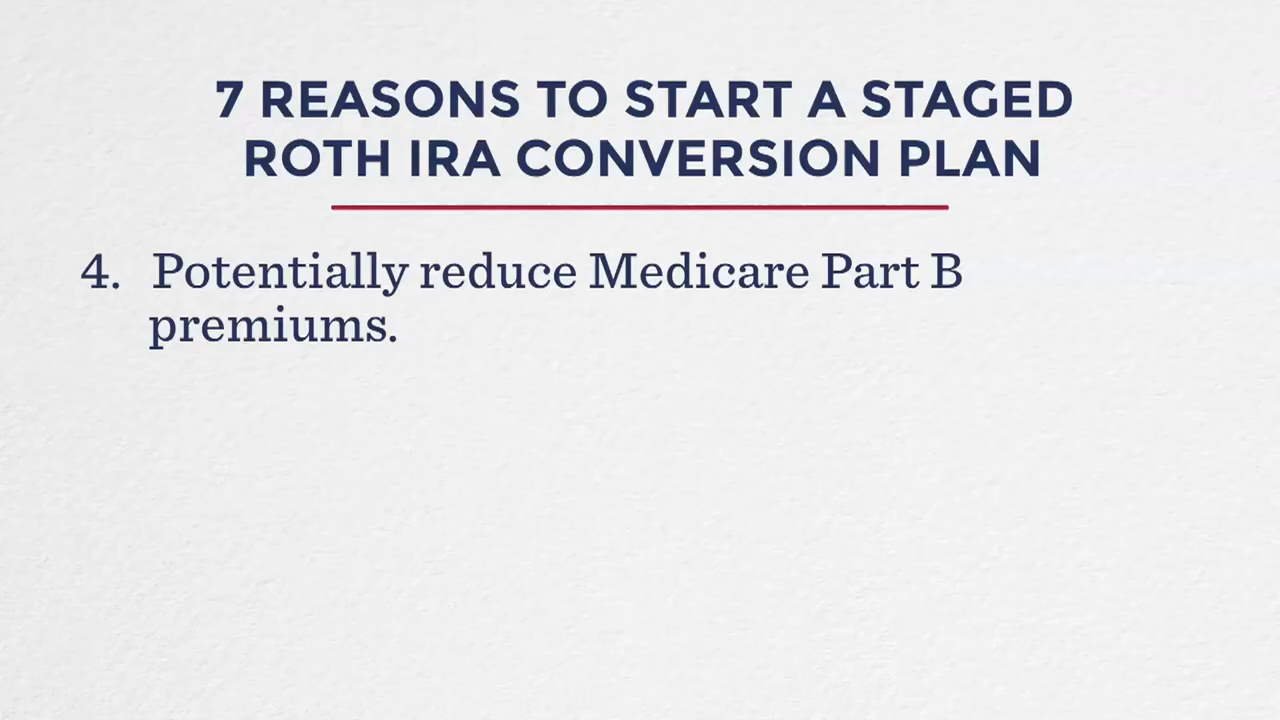 7 REASONS TO START A STAGED
ROTH IRA CONVERSION PLAN
4. Potentially reduce Medicare Part B
premiums.